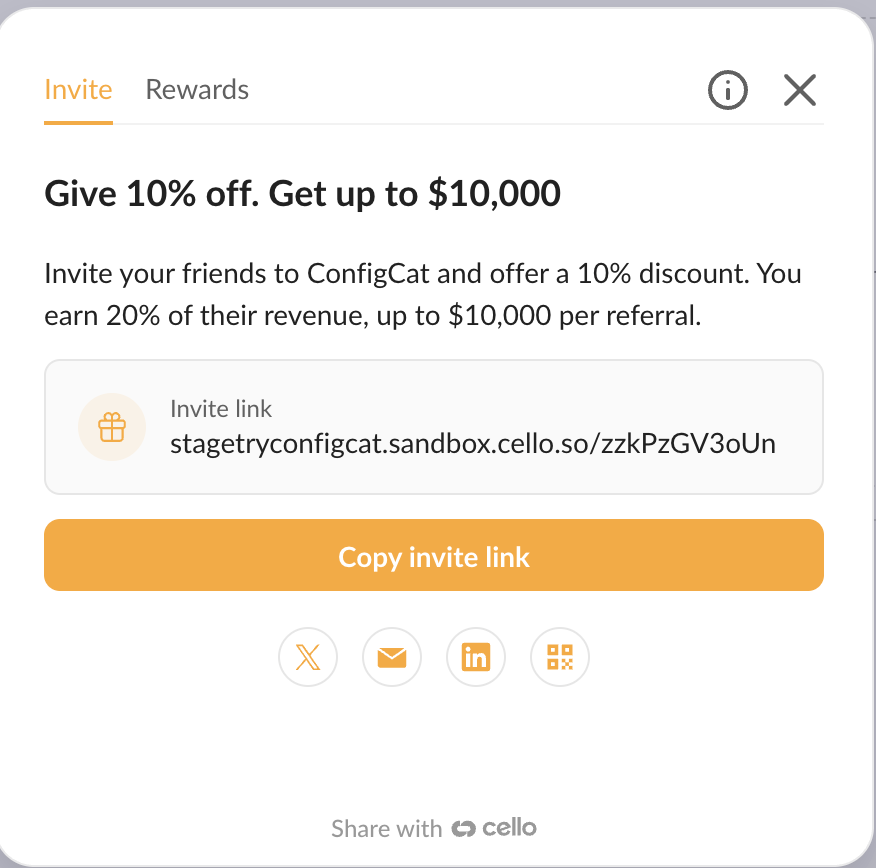 Invite Rewards
Give 10% off. Get up to $10,000
Invite your friends to ConfigCat and offer a 10% discount. You
earn 20% of their revenue, up to $10,000 per referral.
Invite link
stagetryconfigcat.sandbox.cello.so/zzkPzGV3oUn
Copy invite link
Share with cello